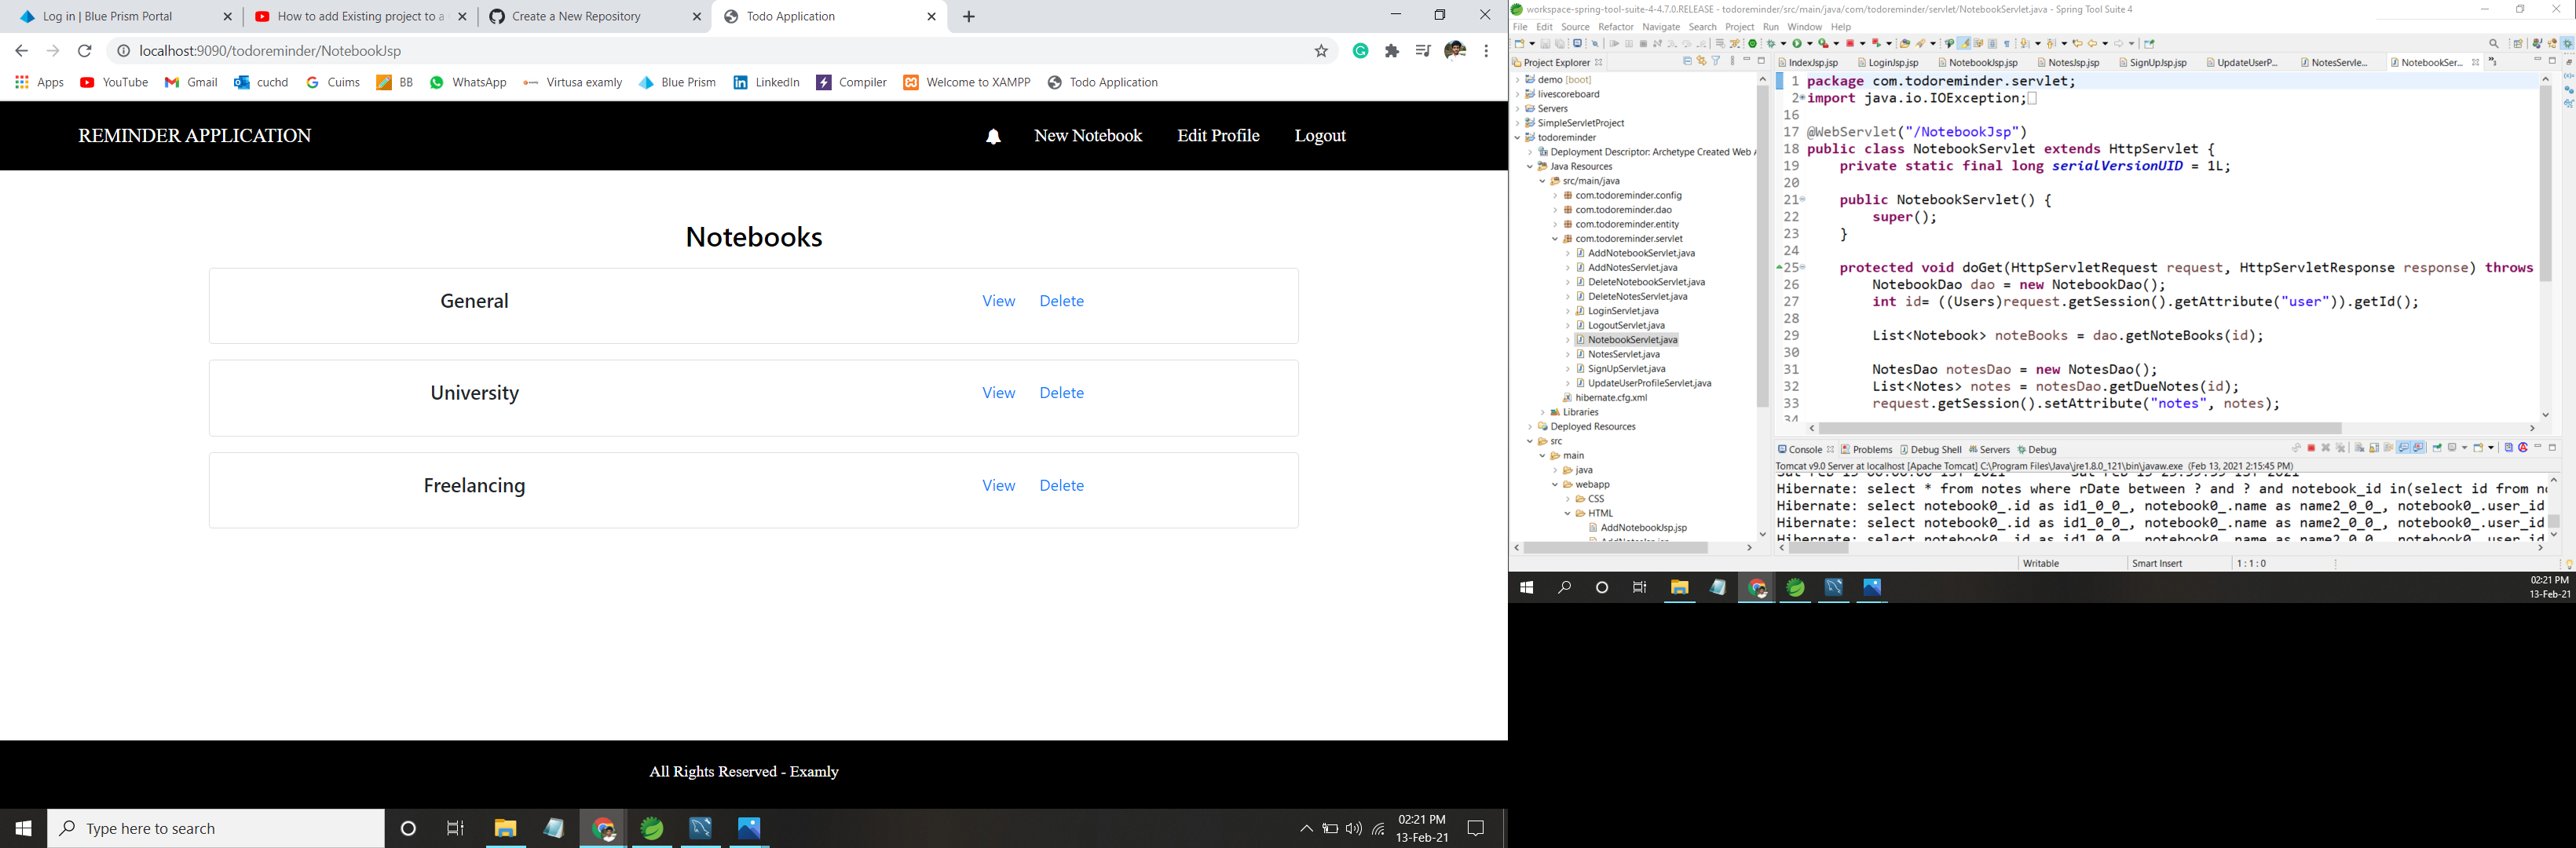 Log in | Blue Prism Portal
How to add Existing project to a
Create a New Repository
Todo Application
localhost:9090/todoreminder/NotebookJsp
Apps YouTube Gmail cuchd Cuims BB WhatsApp Virtusa examly Blue Prism LinkedIn Compiler Welcome to XAMPP Todo Application
REMINDER APPLICATION
New Notebook Edit Profile Logout
Notebooks
General View Delete
University View Delete
Freelancing View Delete
All Rights Reserved - Examly
Type here to search
02:21 PM
13-Feb-21
workspace-spring-tool-suite-4-4.7.0.RELEASE - todoreminder/src/main/java/com/todoreminder/servlet/NotebookServlet.java - Spring Tool Suite 4
File Edit Source Refactor Navigate Search Project Run Window Help
Project Explorer
demo [boot]
livescoreboard
Servers
SimpleServletProject
todoreminder
Deployment Descriptor: Archetype Created Web A
Java Resources
src/main/java
com.todoreminder.config
com.todoreminder.dao
com.todoreminder.entity
com.todoreminder.servlet
AddNotebookServlet.java
AddNotesServlet.java
DeleteNotebookServlet.java
DeleteNotesServlet.java
LoginServlet.java
LogoutServlet.java
NotebookServlet.java
NotesServlet.java
SignUpServlet.java
UpdateUserProfileServlet.java
hibernate.cfg.xml
Libraries
Deployed Resources
src
main
java
webapp
CSS
HTML
AddNotebookJsp.jsp
IndexJsp.jsp LoginJsp.jsp NotebookJsp.jsp NotesJsp.jsp SignUpJsp.jsp UpdateUserP... NotesServle... NotebookSer...
1 package com.todoreminder.servlet;
2 import java.io.IOException;
16
17 @WebServlet("/NotebookJsp")
18 public class NotebookServlet extends HttpServlet {
19 private static final long serialVersionUID = 1L;
20
21 public NotebookServlet() {
22 super();
23 }
24
25 protected void doGet(HttpServletRequest request, HttpServletResponse response) throws
26 NotebookDao dao = new NotebookDao();
27 int id= ((Users)request.getSession().getAttribute("user")).getId();
28
29 List<Notebook> noteBooks = dao.getNoteBooks(id);
30
31 NotesDao notesDao = new NotesDao();
32 List<Notes> notes = notesDao.getDueNotes(id);
33 request.getSession().setAttribute("notes", notes);
34
Console Problems Debug Shell Servers Debug
Tomcat v9.0 Server at localhost [Apache Tomcat] C:\Program Files\Java\jre1.8.0_121\bin\javaw.exe (Feb 13, 2021 2:15:45 PM)
Hibernate: select * from notes where rDate between ? and ? and notebook_id in(select id from no
Hibernate: select notebook0_.id as id1_0_0_, notebook0_.name as name2_0_0_, notebook0_.user_id
Hibernate: select notebook0_.id as id1_0_0_, notebook0_.name as name2_0_0_, notebook0_.user_id
Hibernate: select notebook0_.id as id1_0_0_, notebook0_.name as name2_0_0_, notebook0_.user_id
Writable Smart Insert 1 : 1 : 0
02:21 PM
13-Feb-21